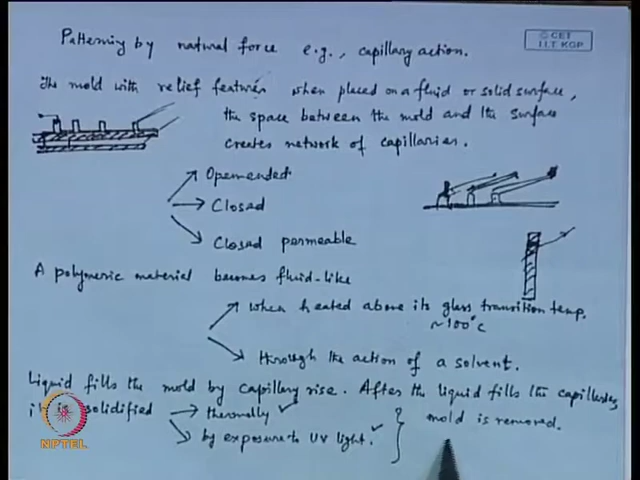 Patterning by natural force e.g., capillary action.
© CET
I.I.T. KGP
The mold with relief features when placed on a fluid or solid surface,
the space between the mold and the surface
creates network of capillaries.
Openended
Closed
Closed permeable
A polymeric material becomes fluid-like
when heated above its glass transition temp.
~100°C
through the action of a solvent.
Liquid fills the mold by capillary rise. After the liquid fills the capillaries,
it is solidified thermally
mold is removed.
by exposure to UV light.
NPTEL